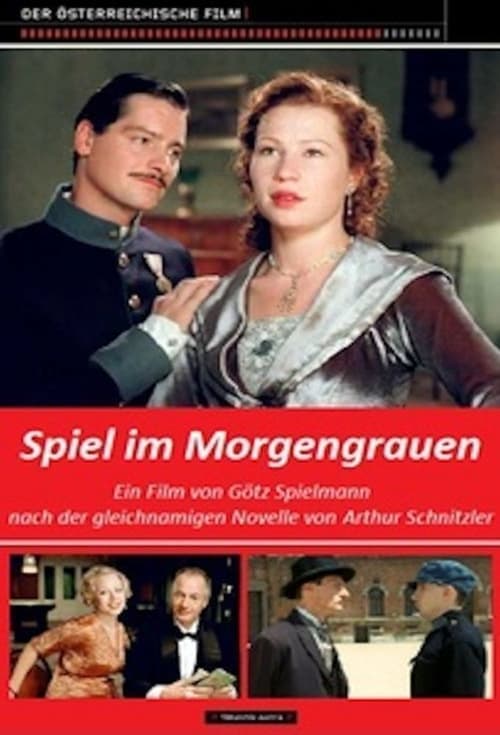 DER ÖSTERREICHISCHE FILM
Spiel im Morgengrauen
Ein Film von Götz Spielmann
nach der gleichnamigen Novelle von Arthur Schnitzler